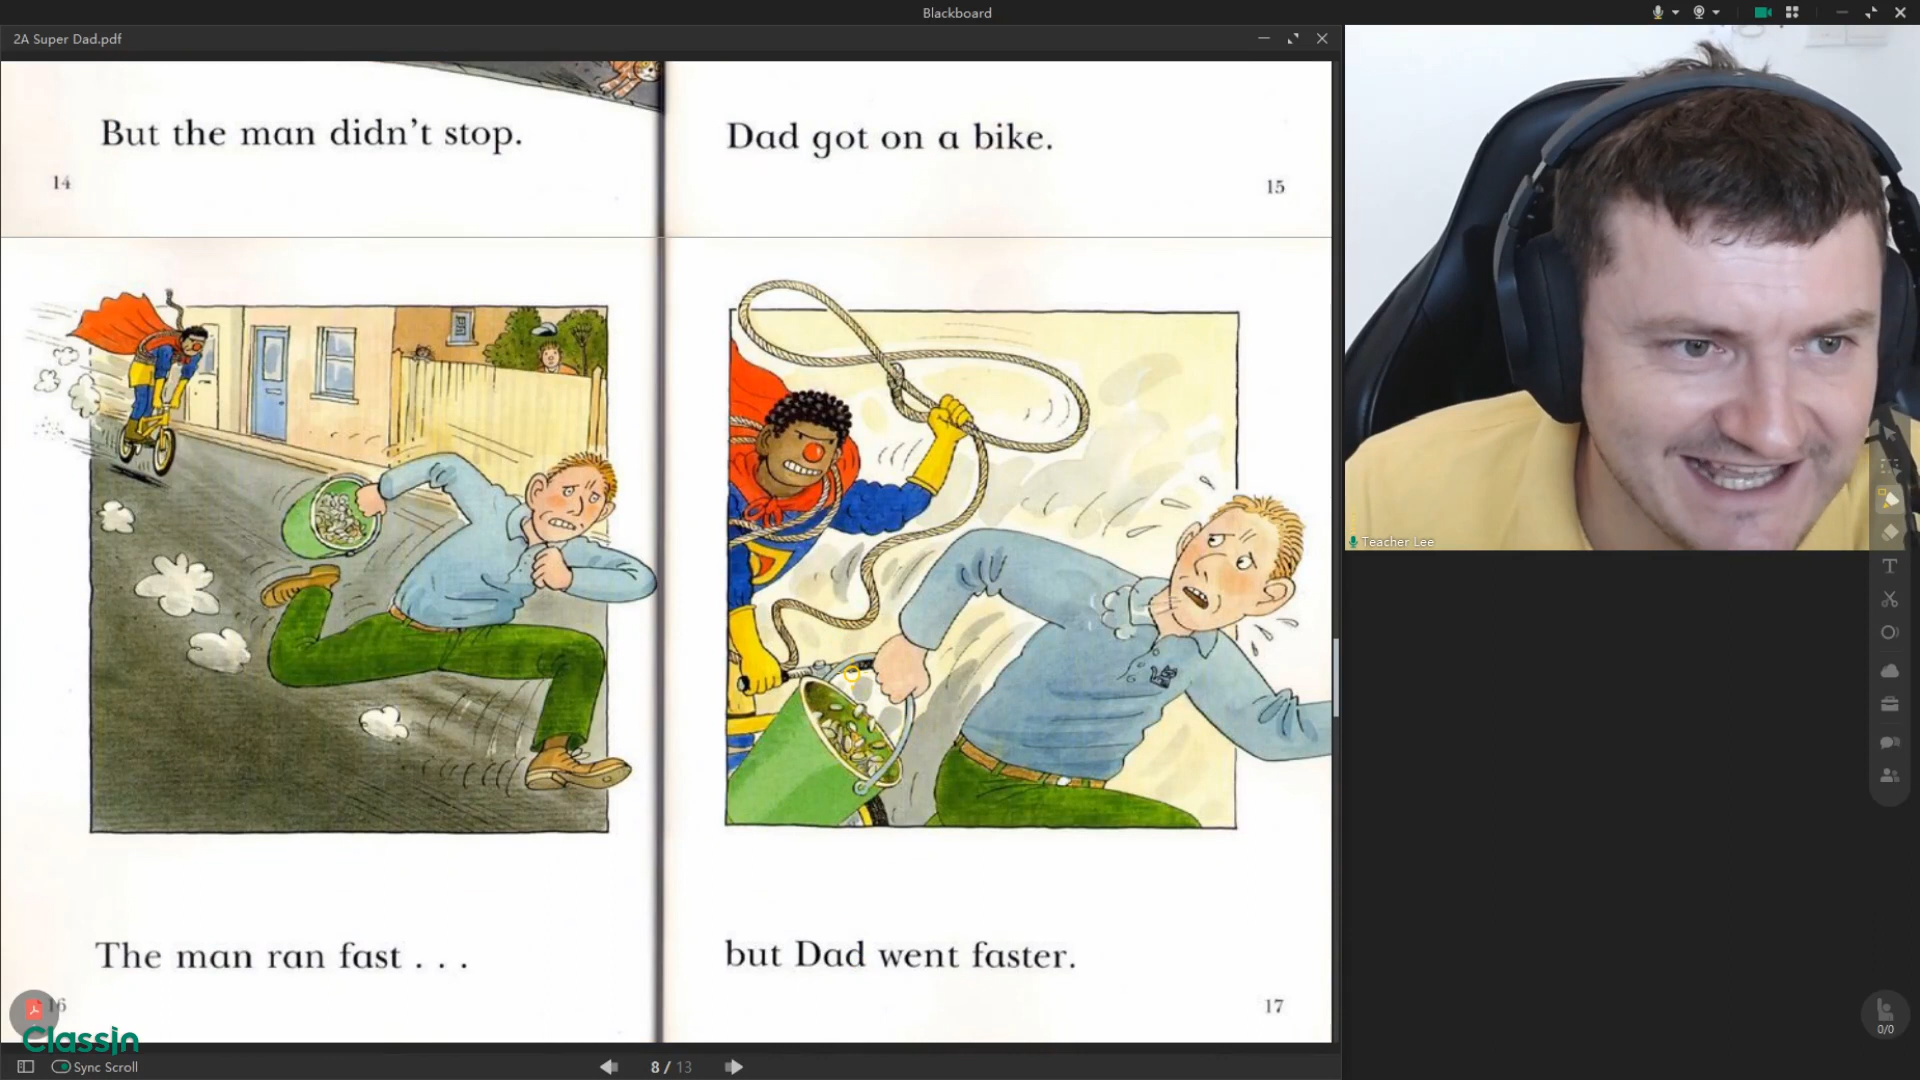 Blackboard
2A Super Dad.pdf
But the man didn't stop.
14
Dad got on a bike.
15
The man ran fast . . .
16
but Dad went faster.
17
ClassIn
Sync Scroll
8 / 13
Teacher Lee
T
0/0